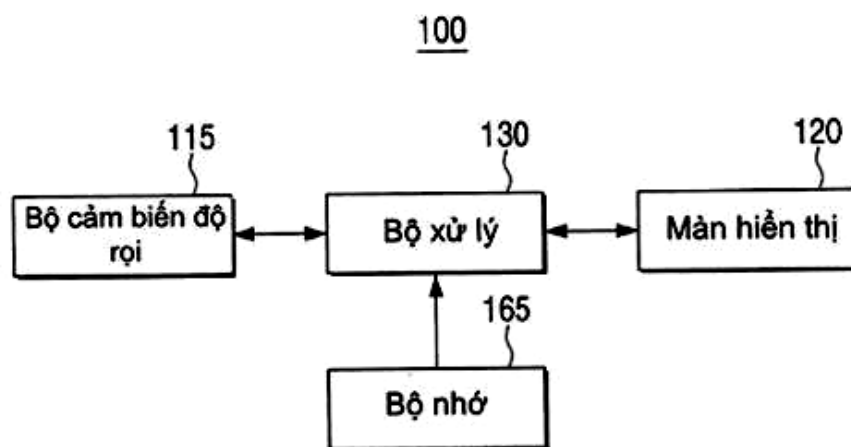 100
115
130
120
Bộ cảm biến độ
rọi
Bộ xử lý
Màn hiển thị
165
Bộ nhớ